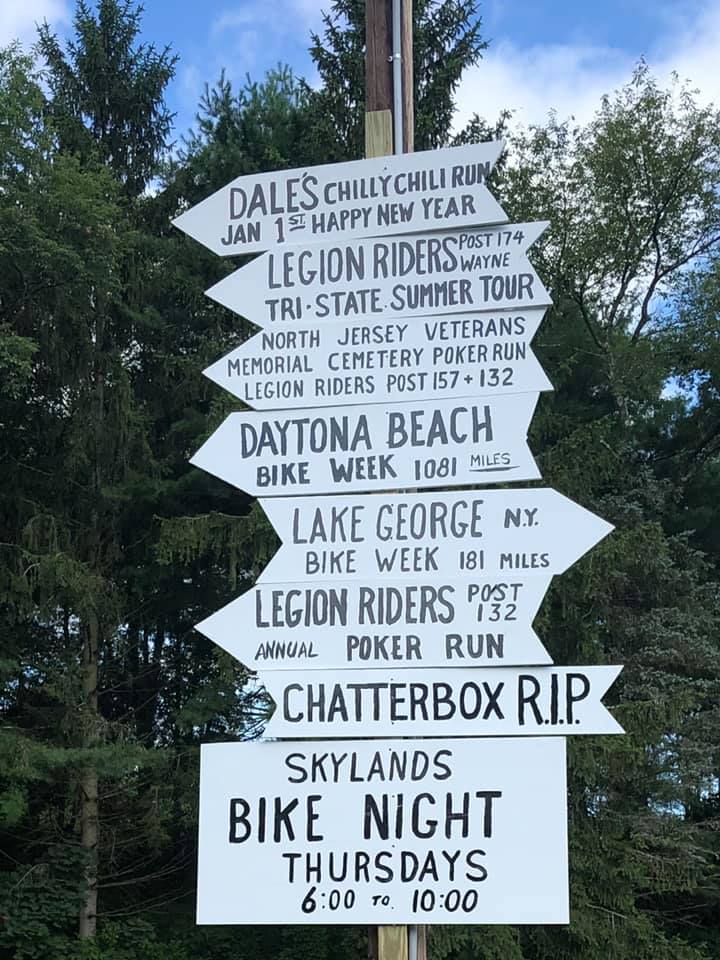 DALE'S CHILLY CHILI RUN
JAN 1ST HAPPY NEW YEAR
LEGION RIDERS POST 174 WAYNE
TRI-STATE SUMMER TOUR
NORTH JERSEY VETERANS
MEMORIAL CEMETERY POKER RUN
LEGION RIDERS POST 157 + 132
DAYTONA BEACH
BIKE WEEK 1081 MILES
LAKE GEORGE N.Y.
BIKE WEEK 181 MILES
LEGION RIDERS POST 132
ANNUAL POKER RUN
CHATTERBOX R.I.P.
SKYLANDS
BIKE NIGHT
THURSDAYS
6:00 TO. 10:00